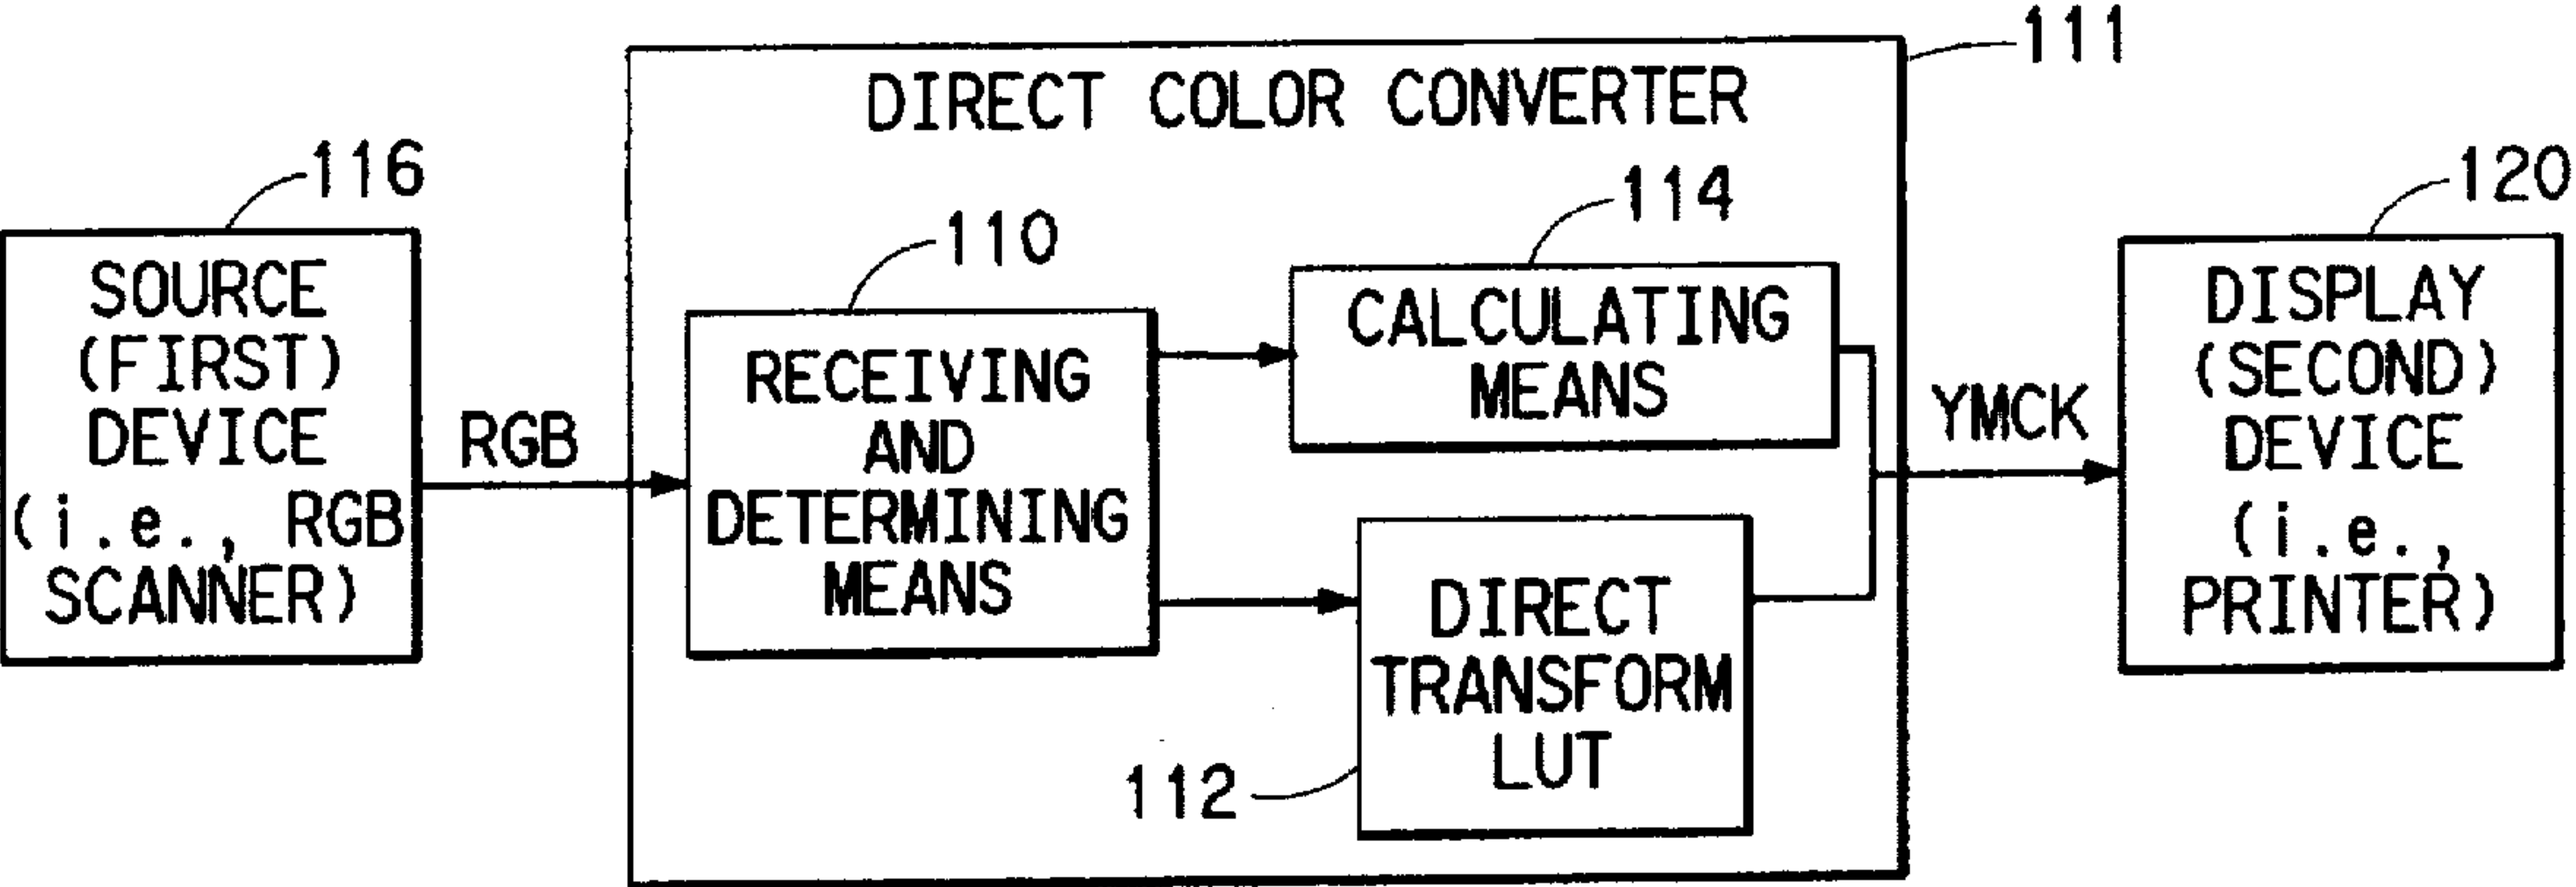 111
DIRECT COLOR CONVERTER
116
SOURCE
(FIRST)
DEVICE
(i.e., RGB
SCANNER)
RGB
110
RECEIVING
AND
DETERMINING
MEANS
114
CALCULATING
MEANS
112
DIRECT
TRANSFORM
LUT
YMCK
120
DISPLAY
(SECOND)
DEVICE
(i.e.,
PRINTER)